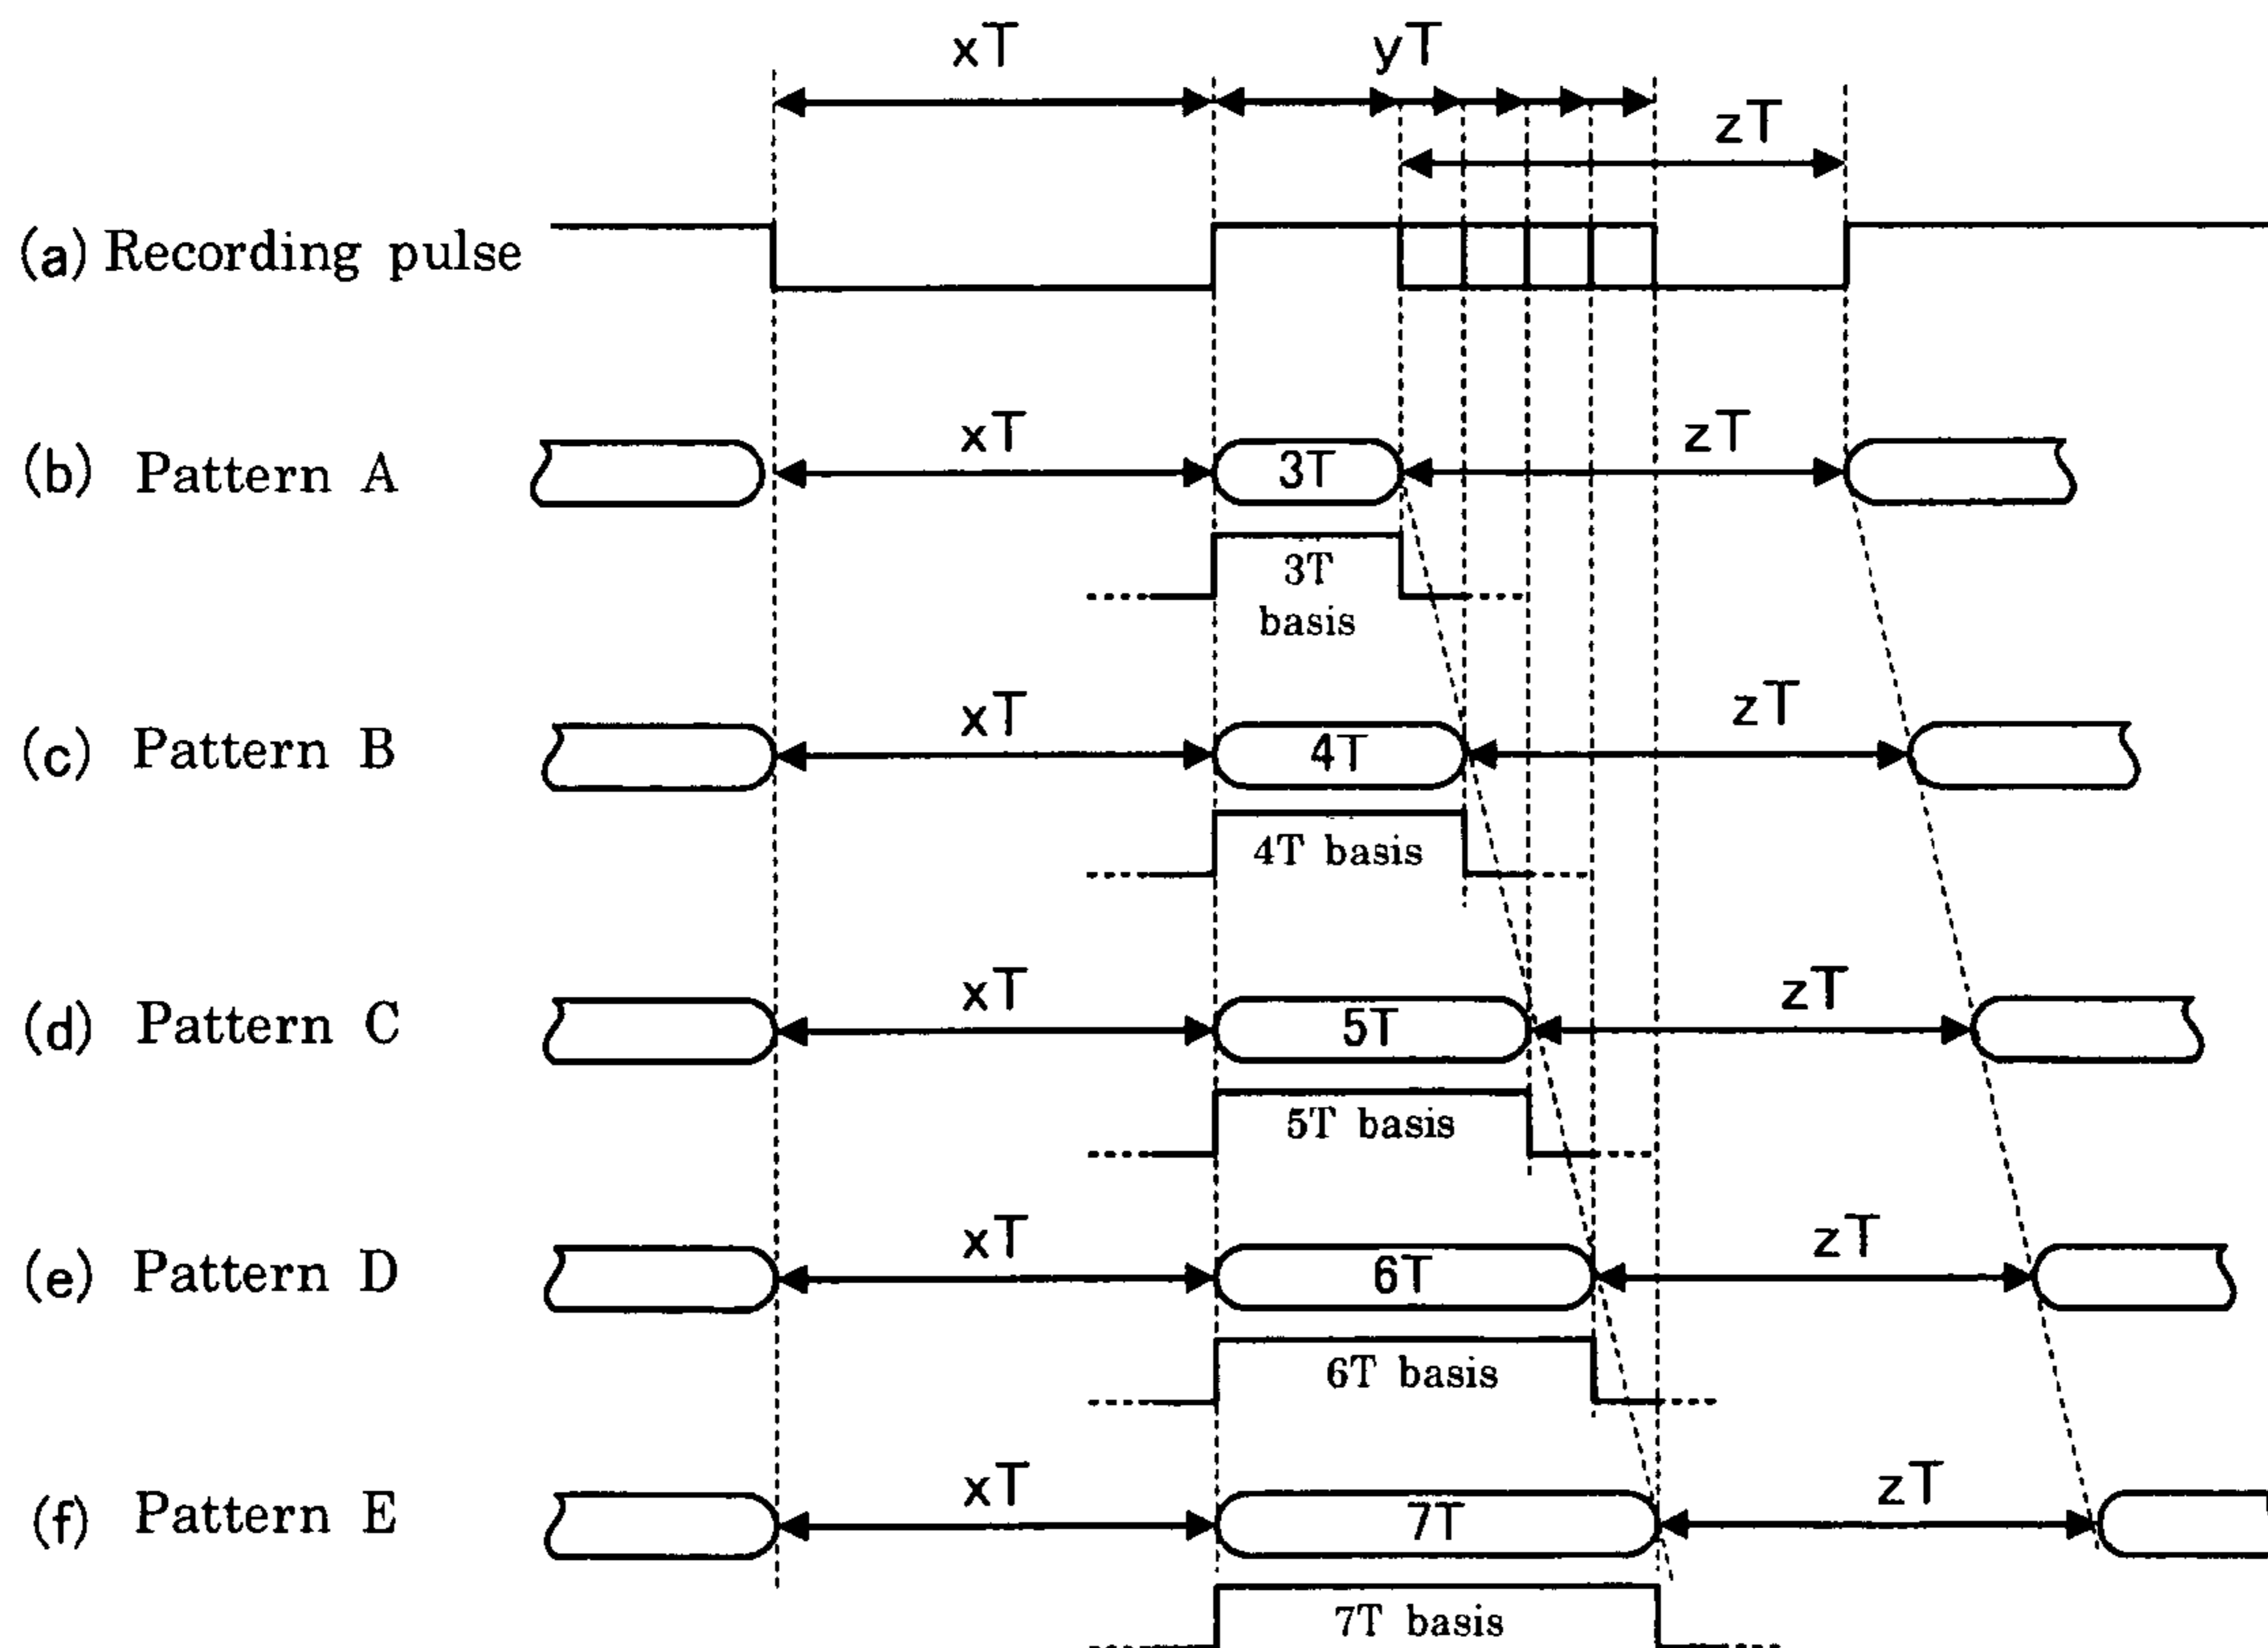 xT yT
zT
(a) Recording pulse
xT zT
(b) Pattern A 3T
3T
basis
xT zT
(c) Pattern B 4T
4T basis
xT zT
(d) Pattern C 5T
5T basis
xT zT
(e) Pattern D 6T
6T basis
xT zT
(f) Pattern E 7T
7T basis